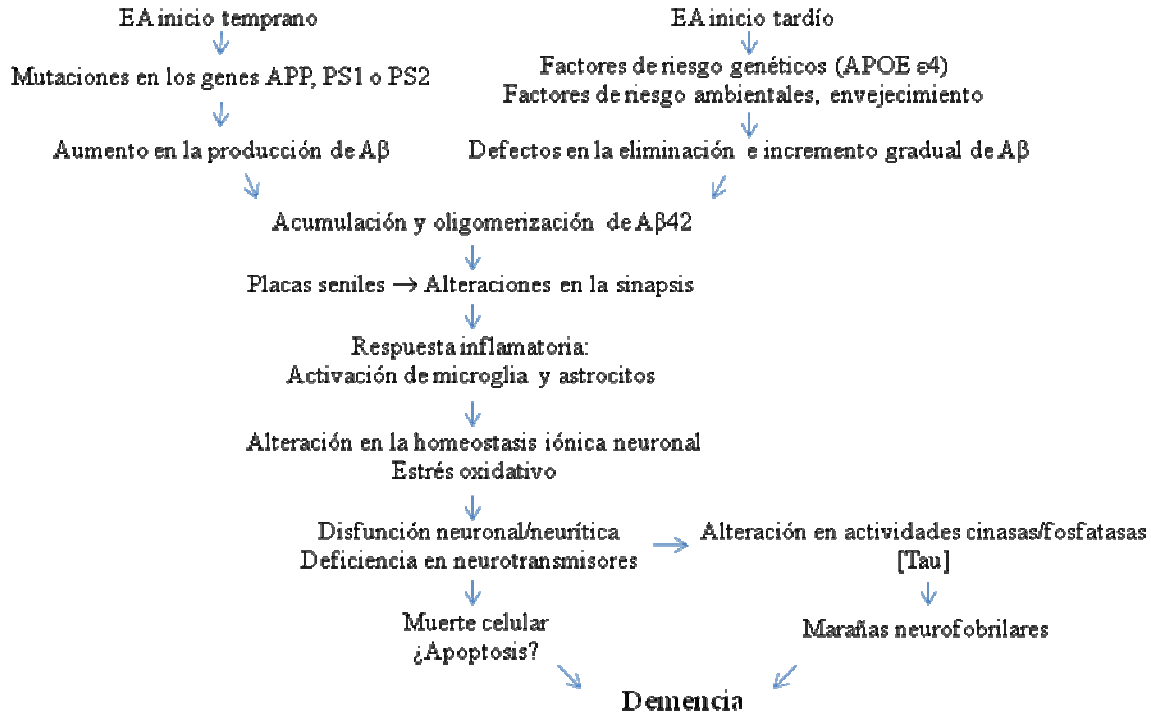 EA inicio temprano
EA inicio tardío
Mutaciones en los genes APP, PS1 o PS2
Factores de riesgo genéticos (APOE ε4)
Factores de riesgo ambientales, envejecimiento
Aumento en la producción de Aβ
Defectos en la eliminación e incremento gradual de Aβ
Acumulación y oligomerización de Aβ42
Placas seniles → Alteraciones en la sinapsis
Respuesta inflamatoria:
Activación de microglia y astrocitos
Alteración en la homeostasis iónica neuronal
Estrés oxidativo
Disfunción neuronal/neurítica
Deficiencia en neurotransmisores
Alteración en actividades cinasas/fosfatasas
[Tau]
Muerte celular
¿Apoptosis?
Marañas neurofobrilares
Demencia